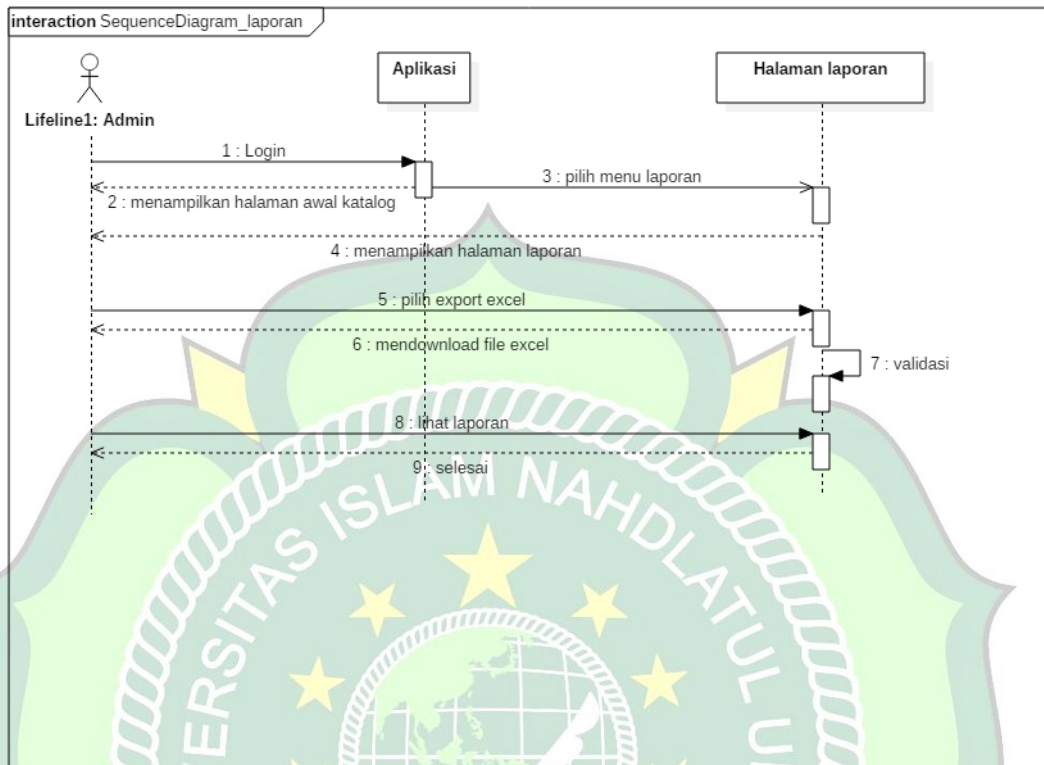 interaction SequenceDiagram_laporan
Aplikasi
Halaman laporan
Lifeline1: Admin
1 : Login
3 : pilih menu laporan
2 : menampilkan halaman awal katalog
4 : menampilkan halaman laporan
5 : pilih export excel
6 : mendownload file excel
7 : validasi
8 : lihat laporan
9 : selesai
VERSITAS ISLAM NAHDLATUL U